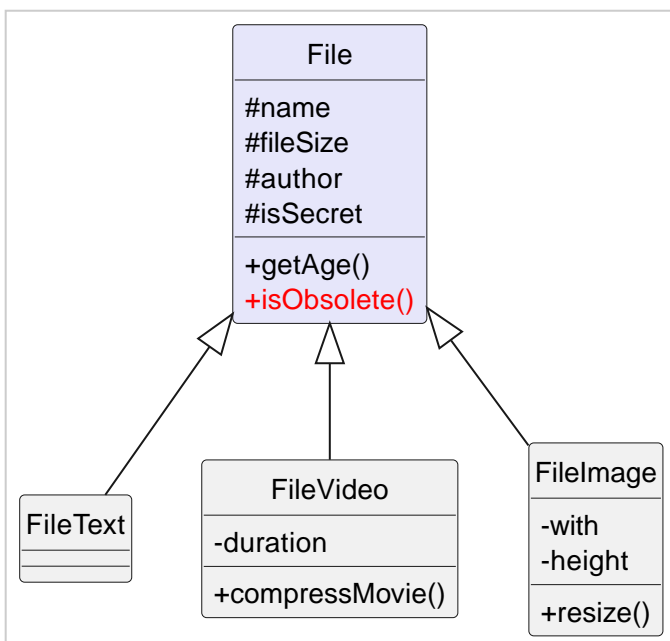 File
#name
#fileSize
#author
#isSecret
+getAge()
+isObsolete()
FileText
FileVideo
-duration
+compressMovie()
FileImage
-with
-height
+resize()